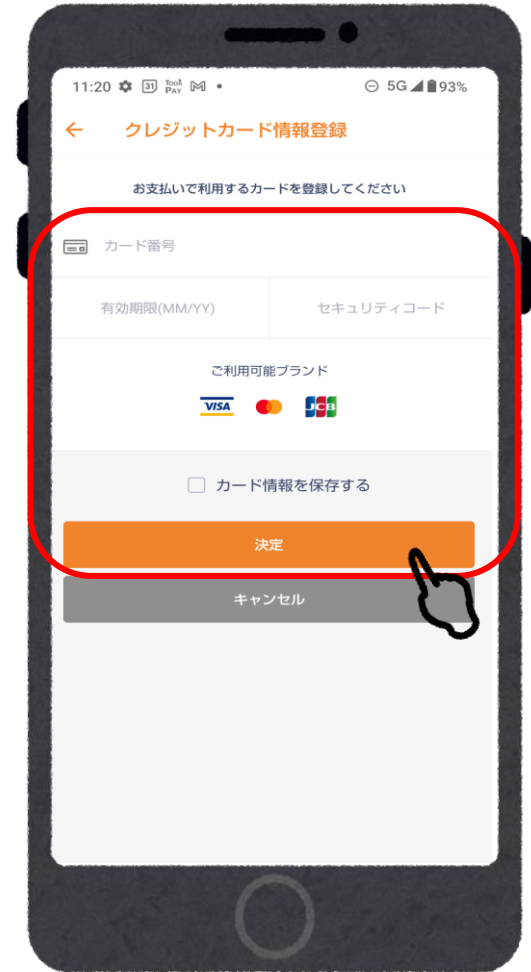 11:20 31 Tooλ PAY • 5G 93%
← クレジットカード情報登録
お支払いで利用するカードを登録してください
カード番号
有効期限(MM/YY) セキュリティコード
ご利用可能ブランド
VISA JCB
カード情報を保存する
決定
キャンセル